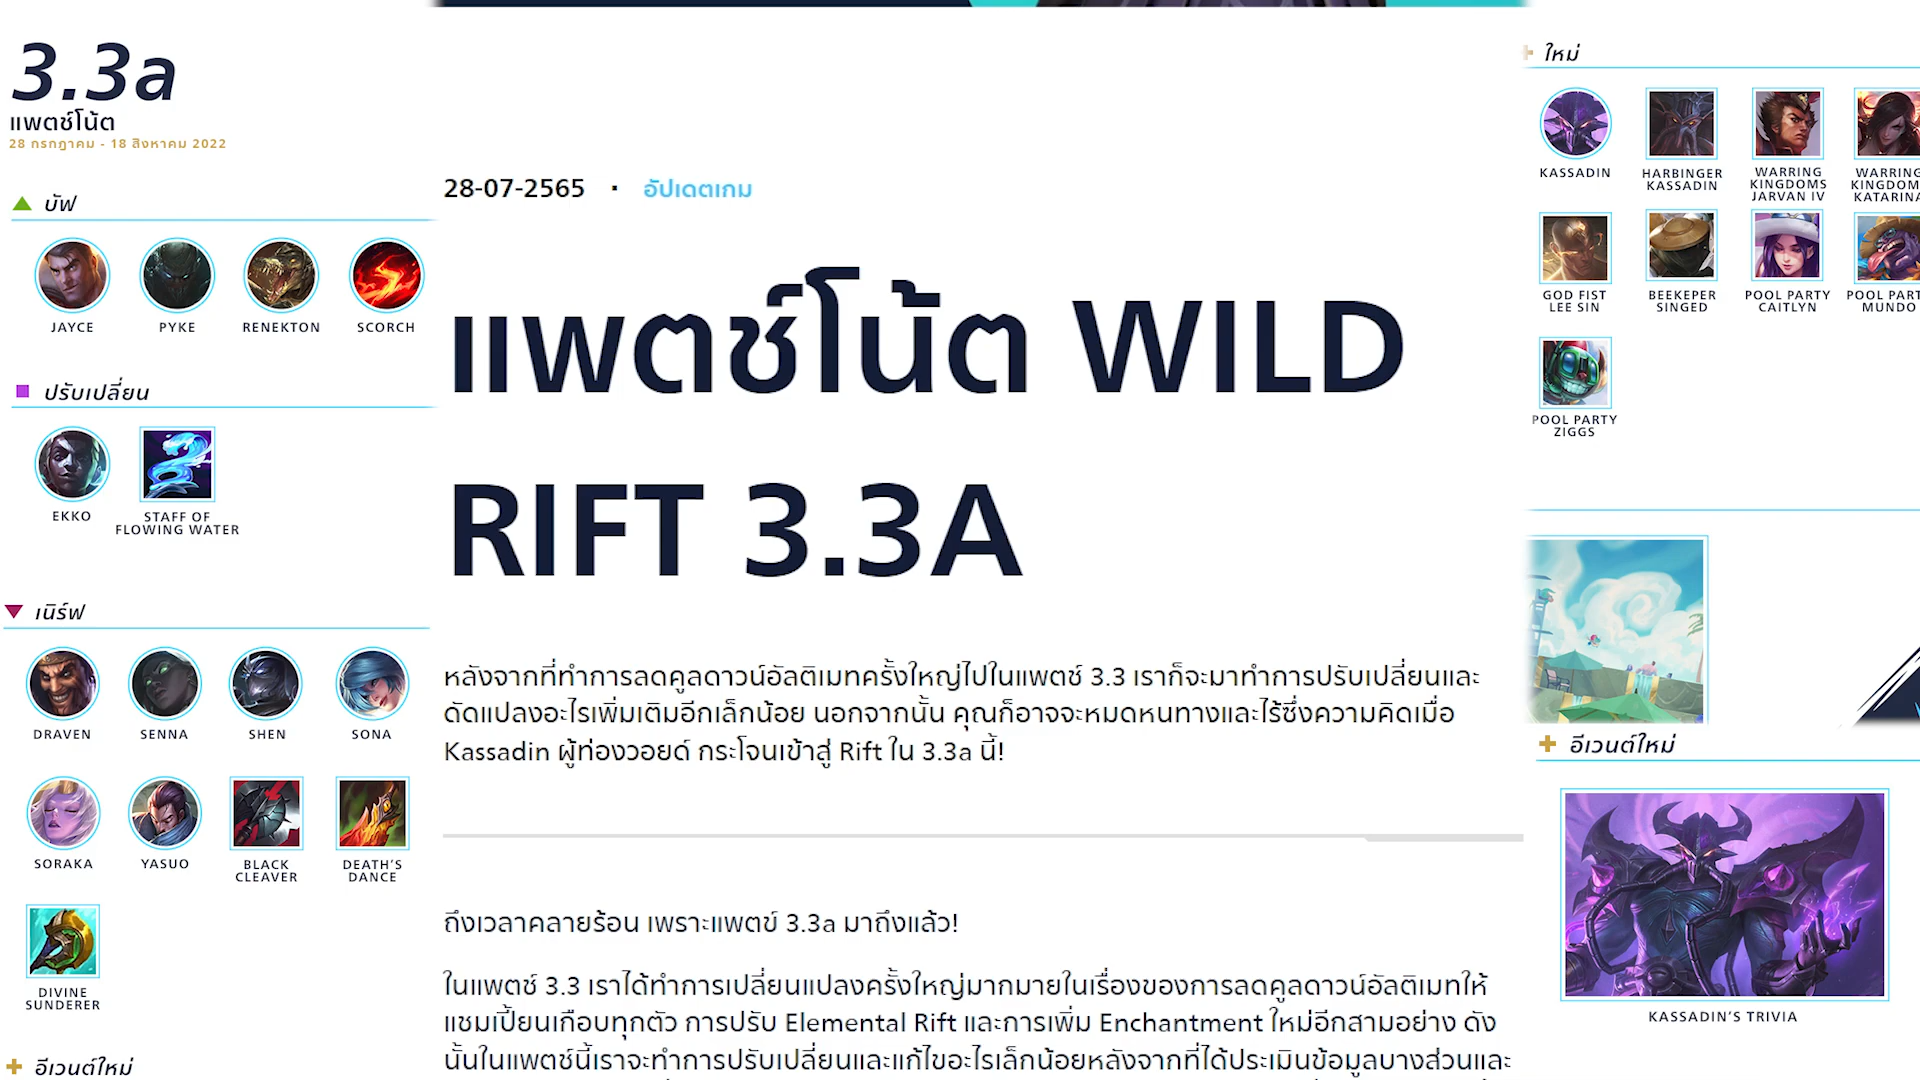 3.3a
แพตช์โน้ต
28 กรกฎาคม - 18 สิงหาคม 2022
บัฟ
JAYCE
PYKE
RENEKTON
SCORCH
ปรับเปลี่ยน
EKKO
STAFF OF
FLOWING WATER
เนิร์ฟ
DRAVEN
SENNA
SHEN
SONA
SORAKA
YASUO
BLACK
CLEAVER
DEATH'S
DANCE
DIVINE
SUNDERER
อีเวนต์ใหม่
28-07-2565 · อัปเดตเกม
แพตช์โน้ต WILD
RIFT 3.3A
หลังจากที่ทำการลดคูลดาวน์อัลติเมทครั้งใหญ่ไปในแพตช์ 3.3 เราก็จะมาทำการปรับเปลี่ยนและ
ดัดแปลงอะไรเพิ่มเติมอีกเล็กน้อย นอกจากนั้น คุณก็อาจจะหมดหนทางและไร้ซึ่งความคิดเมื่อ
Kassadin ผู้ท่องวอยด์ กระโจนเข้าสู่ Rift ใน 3.3a นี้!
ถึงเวลาคลายร้อน เพราะแพตข์ 3.3a มาถึงแล้ว!
ในแพตช์ 3.3 เราได้ทำการเปลี่ยนแปลงครั้งใหญ่มากมายในเรื่องของการลดคูลดาวน์อัลติเมทให้
แชมเปี้ยนเกือบทุกตัว การปรับ Elemental Rift และการเพิ่ม Enchantment ใหม่อีกสามอย่าง ดัง
นั้นในแพตช์นี้เราจะทำการปรับเปลี่ยนและแก้ไขอะไรเล็กน้อยหลังจากที่ได้ประเมินข้อมูลบางส่วนและ
ใหม่
KASSADIN
HARBINGER
KASSADIN
WARRING
KINGDOMS
JARVAN IV
WARRING
KINGDOM
KATARINA
GOD FIST
LEE SIN
BEEKEPER
SINGED
POOL PARTY
CAITLYN
POOL PART
MUNDO
POOL PARTY
ZIGGS
อีเวนต์ใหม่
KASSADIN'S TRIVIA